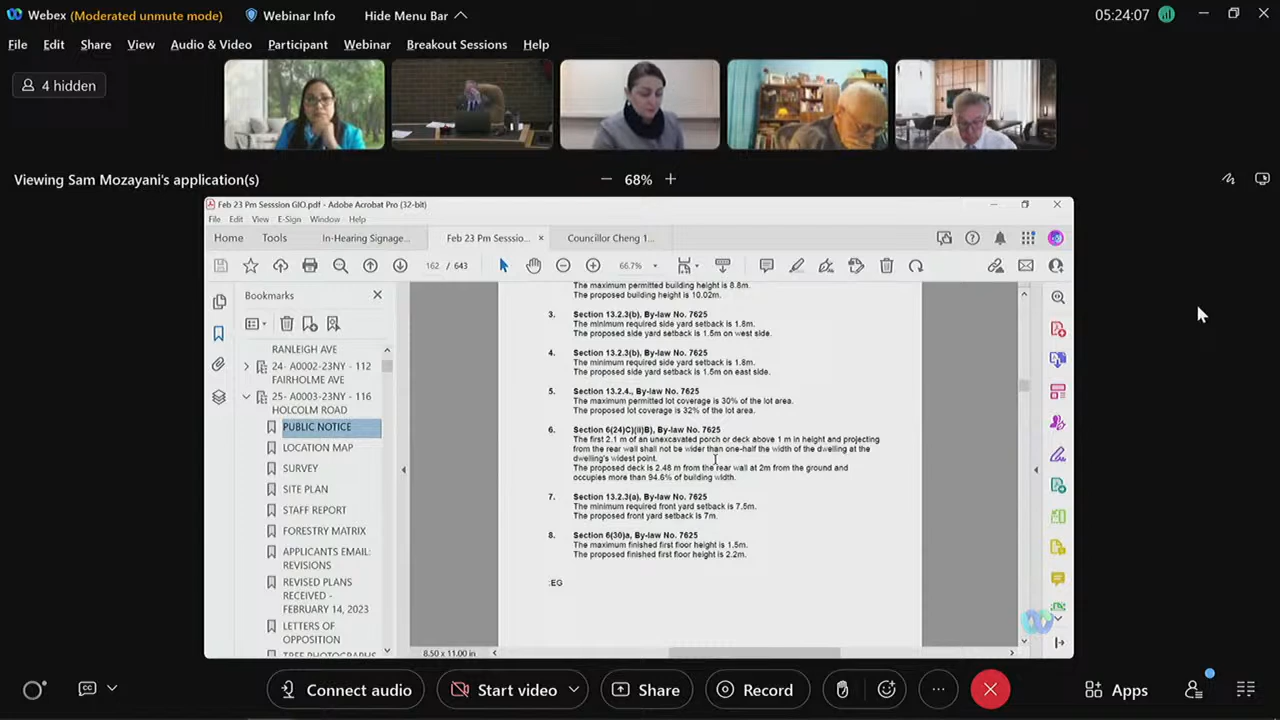 Webex (Moderated unmute mode) Webinar Info Hide Menu Bar 05:24:07
File Edit Share View Audio & Video Participant Webinar Breakout Sessions Help
4 hidden
Viewing Sam Mozayani's application(s)
68%
Feb 23 Pm Sesssion GIO.pdf - Adobe Acrobat Pro (32-bit)
File Edit View E-Sign Window Help
Home Tools In-Hearing Signage... Feb 23 Pm Sesssio... Councillor Cheng 1...
162 / 643 66.7%
Bookmarks
RANLEIGH AVE
24- A0002-23NY - 112
FAIRHOLME AVE
25- A0003-23NY - 116
HOLCOLM ROAD
PUBLIC NOTICE
LOCATION MAP
SURVEY
SITE PLAN
STAFF REPORT
FORESTRY MATRIX
APPLICANTS EMAIL:
REVISIONS
REVISED PLANS
RECEIVED -
FEBRUARY 14, 2023
LETTERS OF
OPPOSITION
TREE PHOTOGRAPHS
The maximum permitted building height is 8.8m.
The proposed building height is 10.02m.
3. Section 13.2.3(b), By-law No. 7625
The minimum required side yard setback is 1.8m.
The proposed side yard setback is 1.5m on west side.
4. Section 13.2.3(b), By-law No. 7625
The minimum required side yard setback is 1.8m.
The proposed side yard setback is 1.5m on east side.
5. Section 13.2.4., By-law No. 7625
The maximum permitted lot coverage is 30% of the lot area.
The proposed lot coverage is 32% of the lot area.
6. Section 6(24)C)(ii)B), By-law No. 7625
The first 2.1 m of an unexcavated porch or deck above 1 m in height and projecting
from the rear wall shall not be wider than one-half the width of the dwelling at the
dwelling's widest point.
The proposed deck is 2.48 m from the rear wall at 2m from the ground and
occupies more than 94.6% of building width.
7. Section 13.2.3(a), By-law No. 7625
The minimum required front yard setback is 7.5m.
The proposed front yard setback is 7m.
8. Section 6(30)a, By-law No. 7625
The maximum finished first floor height is 1.5m.
The proposed finished first floor height is 2.2m.
:EG
8.50 x 11.00 in
Connect audio Start video Share Record Apps